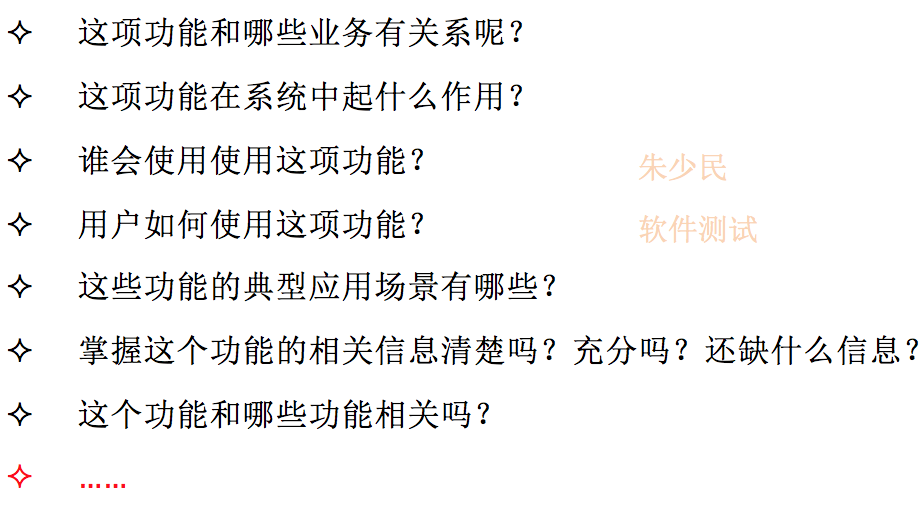 ✧ 这项功能和哪些业务有关系呢？
✧ 这项功能在系统中起什么作用？
✧ 谁会使用使用这项功能？
朱少民
✧ 用户如何使用这项功能？
软件测试
✧ 这些功能的典型应用场景有哪些？
✧ 掌握这个功能的相关信息清楚吗？充分吗？还缺什么信息？
✧ 这个功能和哪些功能相关吗？
✧ ……